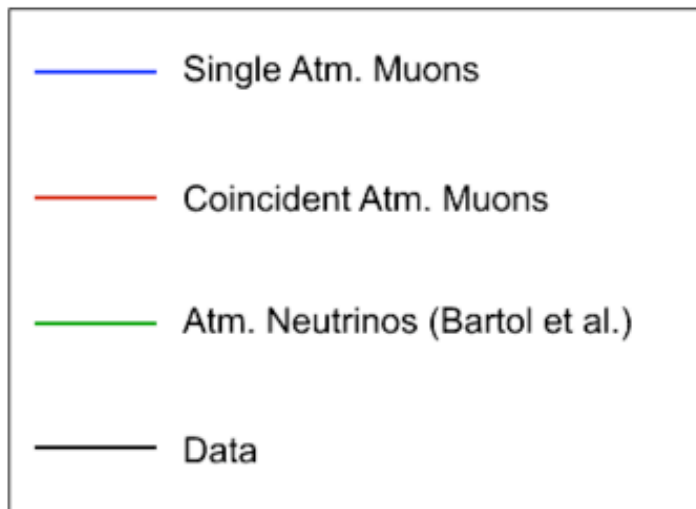 Single Atm. Muons
Coincident Atm. Muons
Atm. Neutrinos (Bartol et al.)
Data